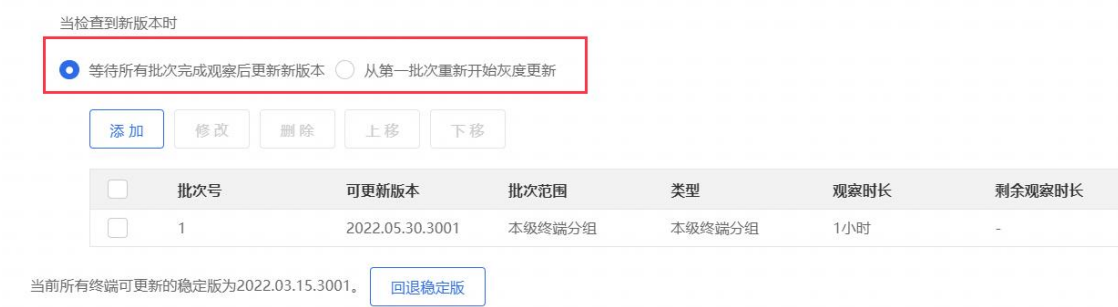 当检查到新版本时
等待所有批次完成观察后更新新版本 从第一批次重新开始灰度更新
添加 修改 删除 上移 下移
批次号 可更新版本 批次范围 类型 观察时长 剩余观察时长
1 2022.05.30.3001 本级终端分组 本级终端分组 1小时 -
当前所有终端可更新的稳定版为2022.03.15.3001。 回退稳定版